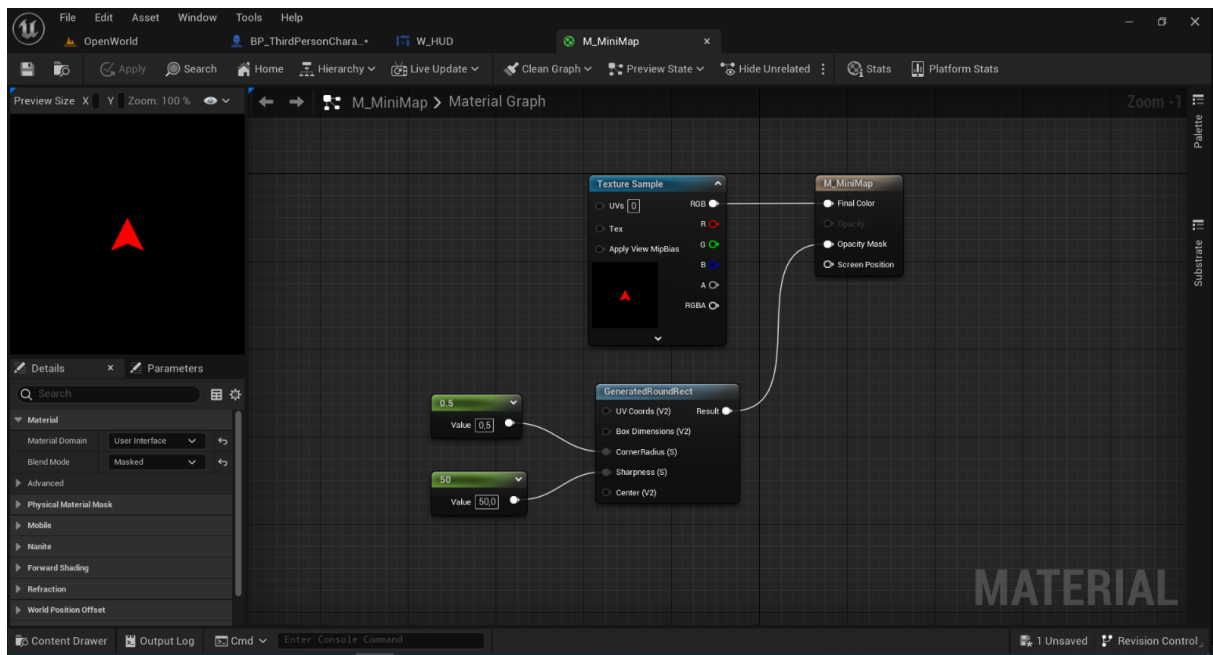 File Edit Asset Window Tools Help
OpenWorld BP_ThirdPersonChara..• W_HUD M_MiniMap ×
Apply Search Home Hierarchy Live Update Clean Graph Preview State Hide Unrelated Stats Platform Stats
Preview Size X Y Zoom: 100 % M_MiniMap > Material Graph Zoom -1
Palette
Substrate
Texture Sample
UVs 0 RGB
Tex R
Apply View MipBias G
B
A
RGBA
M_MiniMap
Final Color
Opacity
Opacity Mask
Screen Position
0.5
Value 0,5
50
Value 50,0
GeneratedRoundRect
UV Coords (V2) Result
Box Dimensions (V2)
CornerRadius (S)
Sharpness (S)
Center (V2)
Details × Parameters
Search
Material
Material Domain User Interface
Blend Mode Masked
Advanced
Physical Material Mask
Mobile
Nanite
Forward Shading
Refraction
World Position Offset
MATERIAL
Content Drawer Output Log Cmd Enter Console Command 1 Unsaved Revision Control